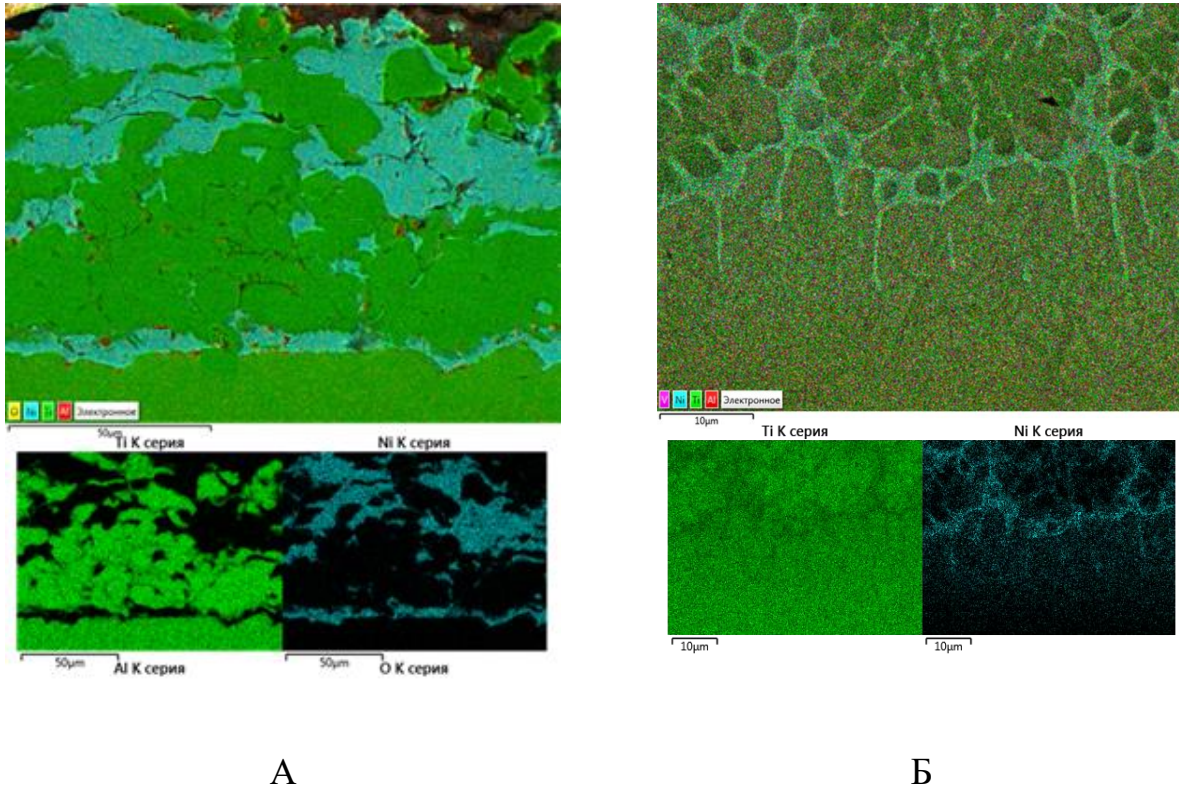 O Ni Ti Al Электронное
50μm
Ti К серия Ni К серия
50μm 50μm
Al К серия O К серия
А
V Ni Ti Al Электронное
10μm
Ti К серия Ni К серия
10μm 10μm
Б